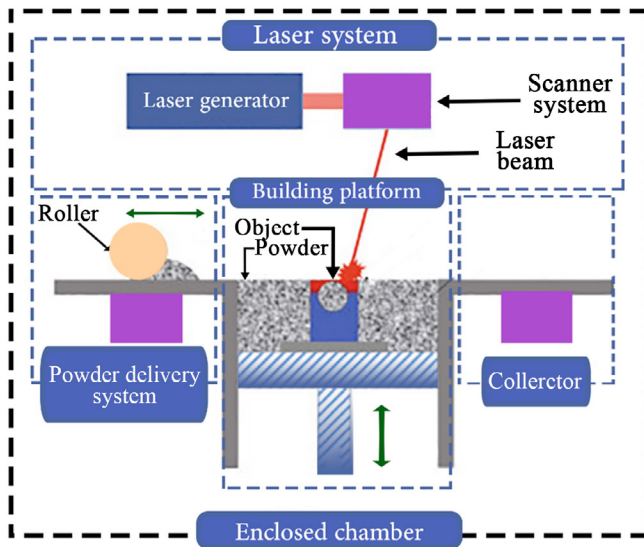 Laser system
Laser generator
Scanner
system
Laser
beam
Building platform
Roller
Object
Powder
Powder delivery
system
Collerctor
Enclosed chamber